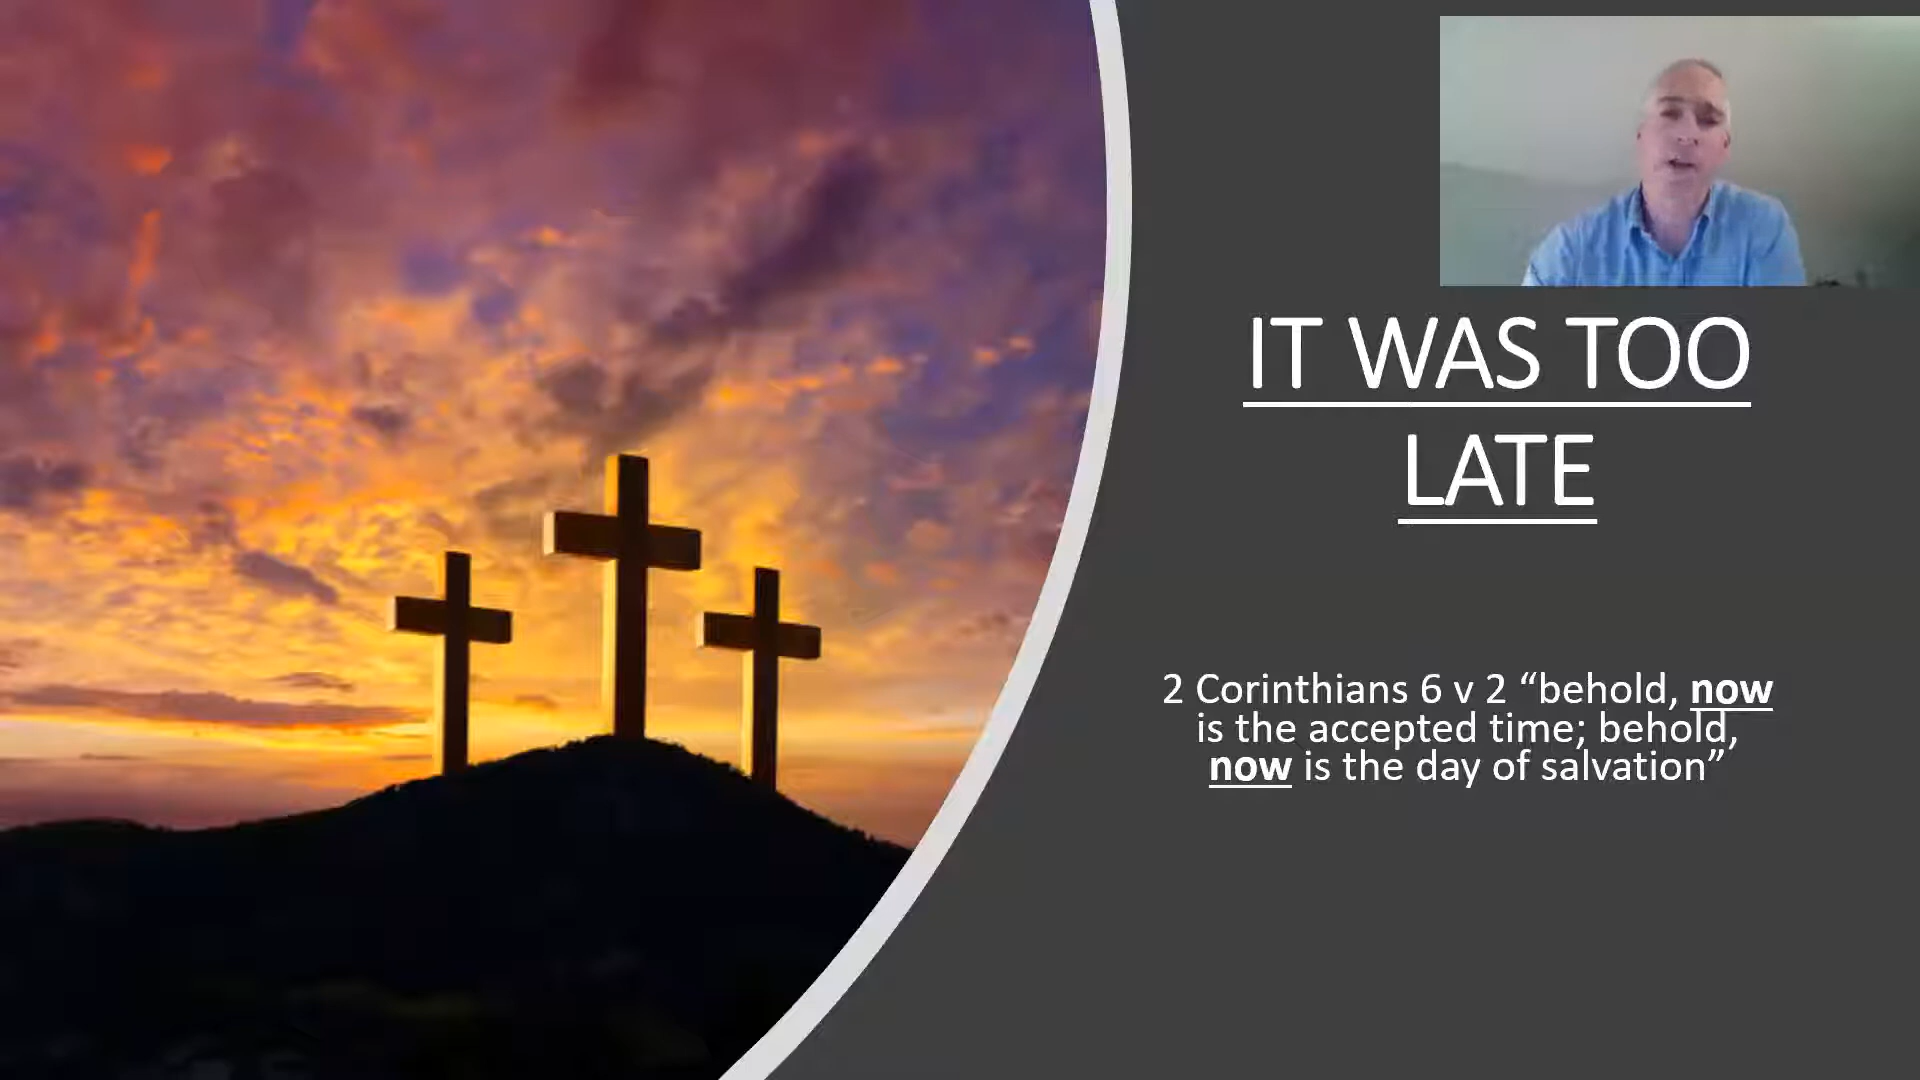 IT WAS TOO
LATE
2 Corinthians 6 v 2 “behold, now
is the accepted time; behold,
now is the day of salvation”